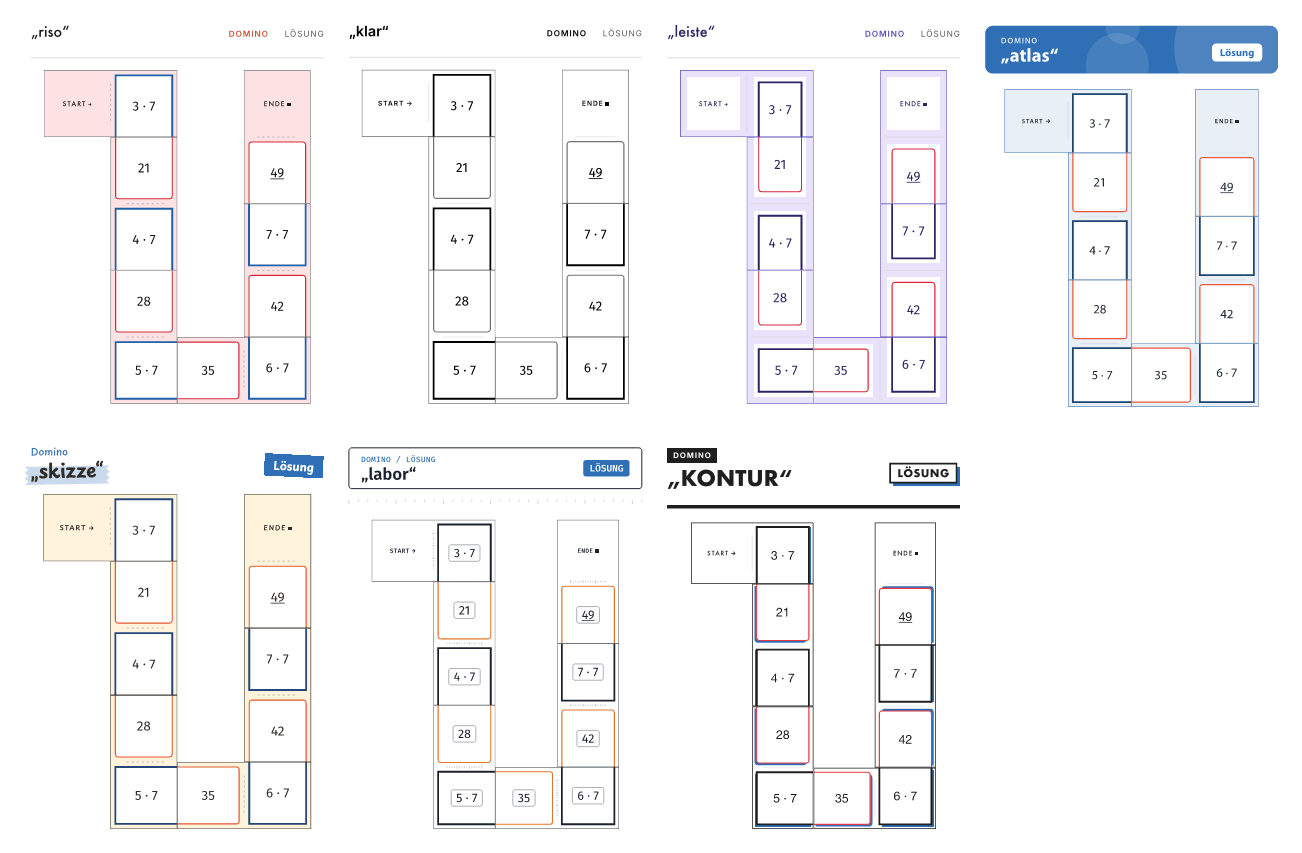 „riso“ DOMINO LÖSUNG
START → 3 · 7 ENDE ■
21 49
4 · 7 7 · 7
28 42
5 · 7 35 6 · 7
„klar“ DOMINO LÖSUNG
START → 3 · 7 ENDE ■
21 49
4 · 7 7 · 7
28 42
5 · 7 35 6 · 7
„leiste“ DOMINO LÖSUNG
START → 3 · 7 ENDE ■
21 49
4 · 7 7 · 7
28 42
5 · 7 35 6 · 7
DOMINO
„atlas“ Lösung
START → 3 · 7 ENDE ■
21 49
4 · 7 7 · 7
28 42
5 · 7 35 6 · 7
Domino
„skizze“ Lösung
START → 3 · 7 ENDE ■
21 49
4 · 7 7 · 7
28 42
5 · 7 35 6 · 7
DOMINO / LÖSUNG
„labor“ LÖSUNG
START → 3 · 7 ENDE ■
21 49
4 · 7 7 · 7
28 42
5 · 7 35 6 · 7
DOMINO
„KONTUR“ LÖSUNG
START → 3 · 7 ENDE ■
21 49
4 · 7 7 · 7
28 42
5 · 7 35 6 · 7